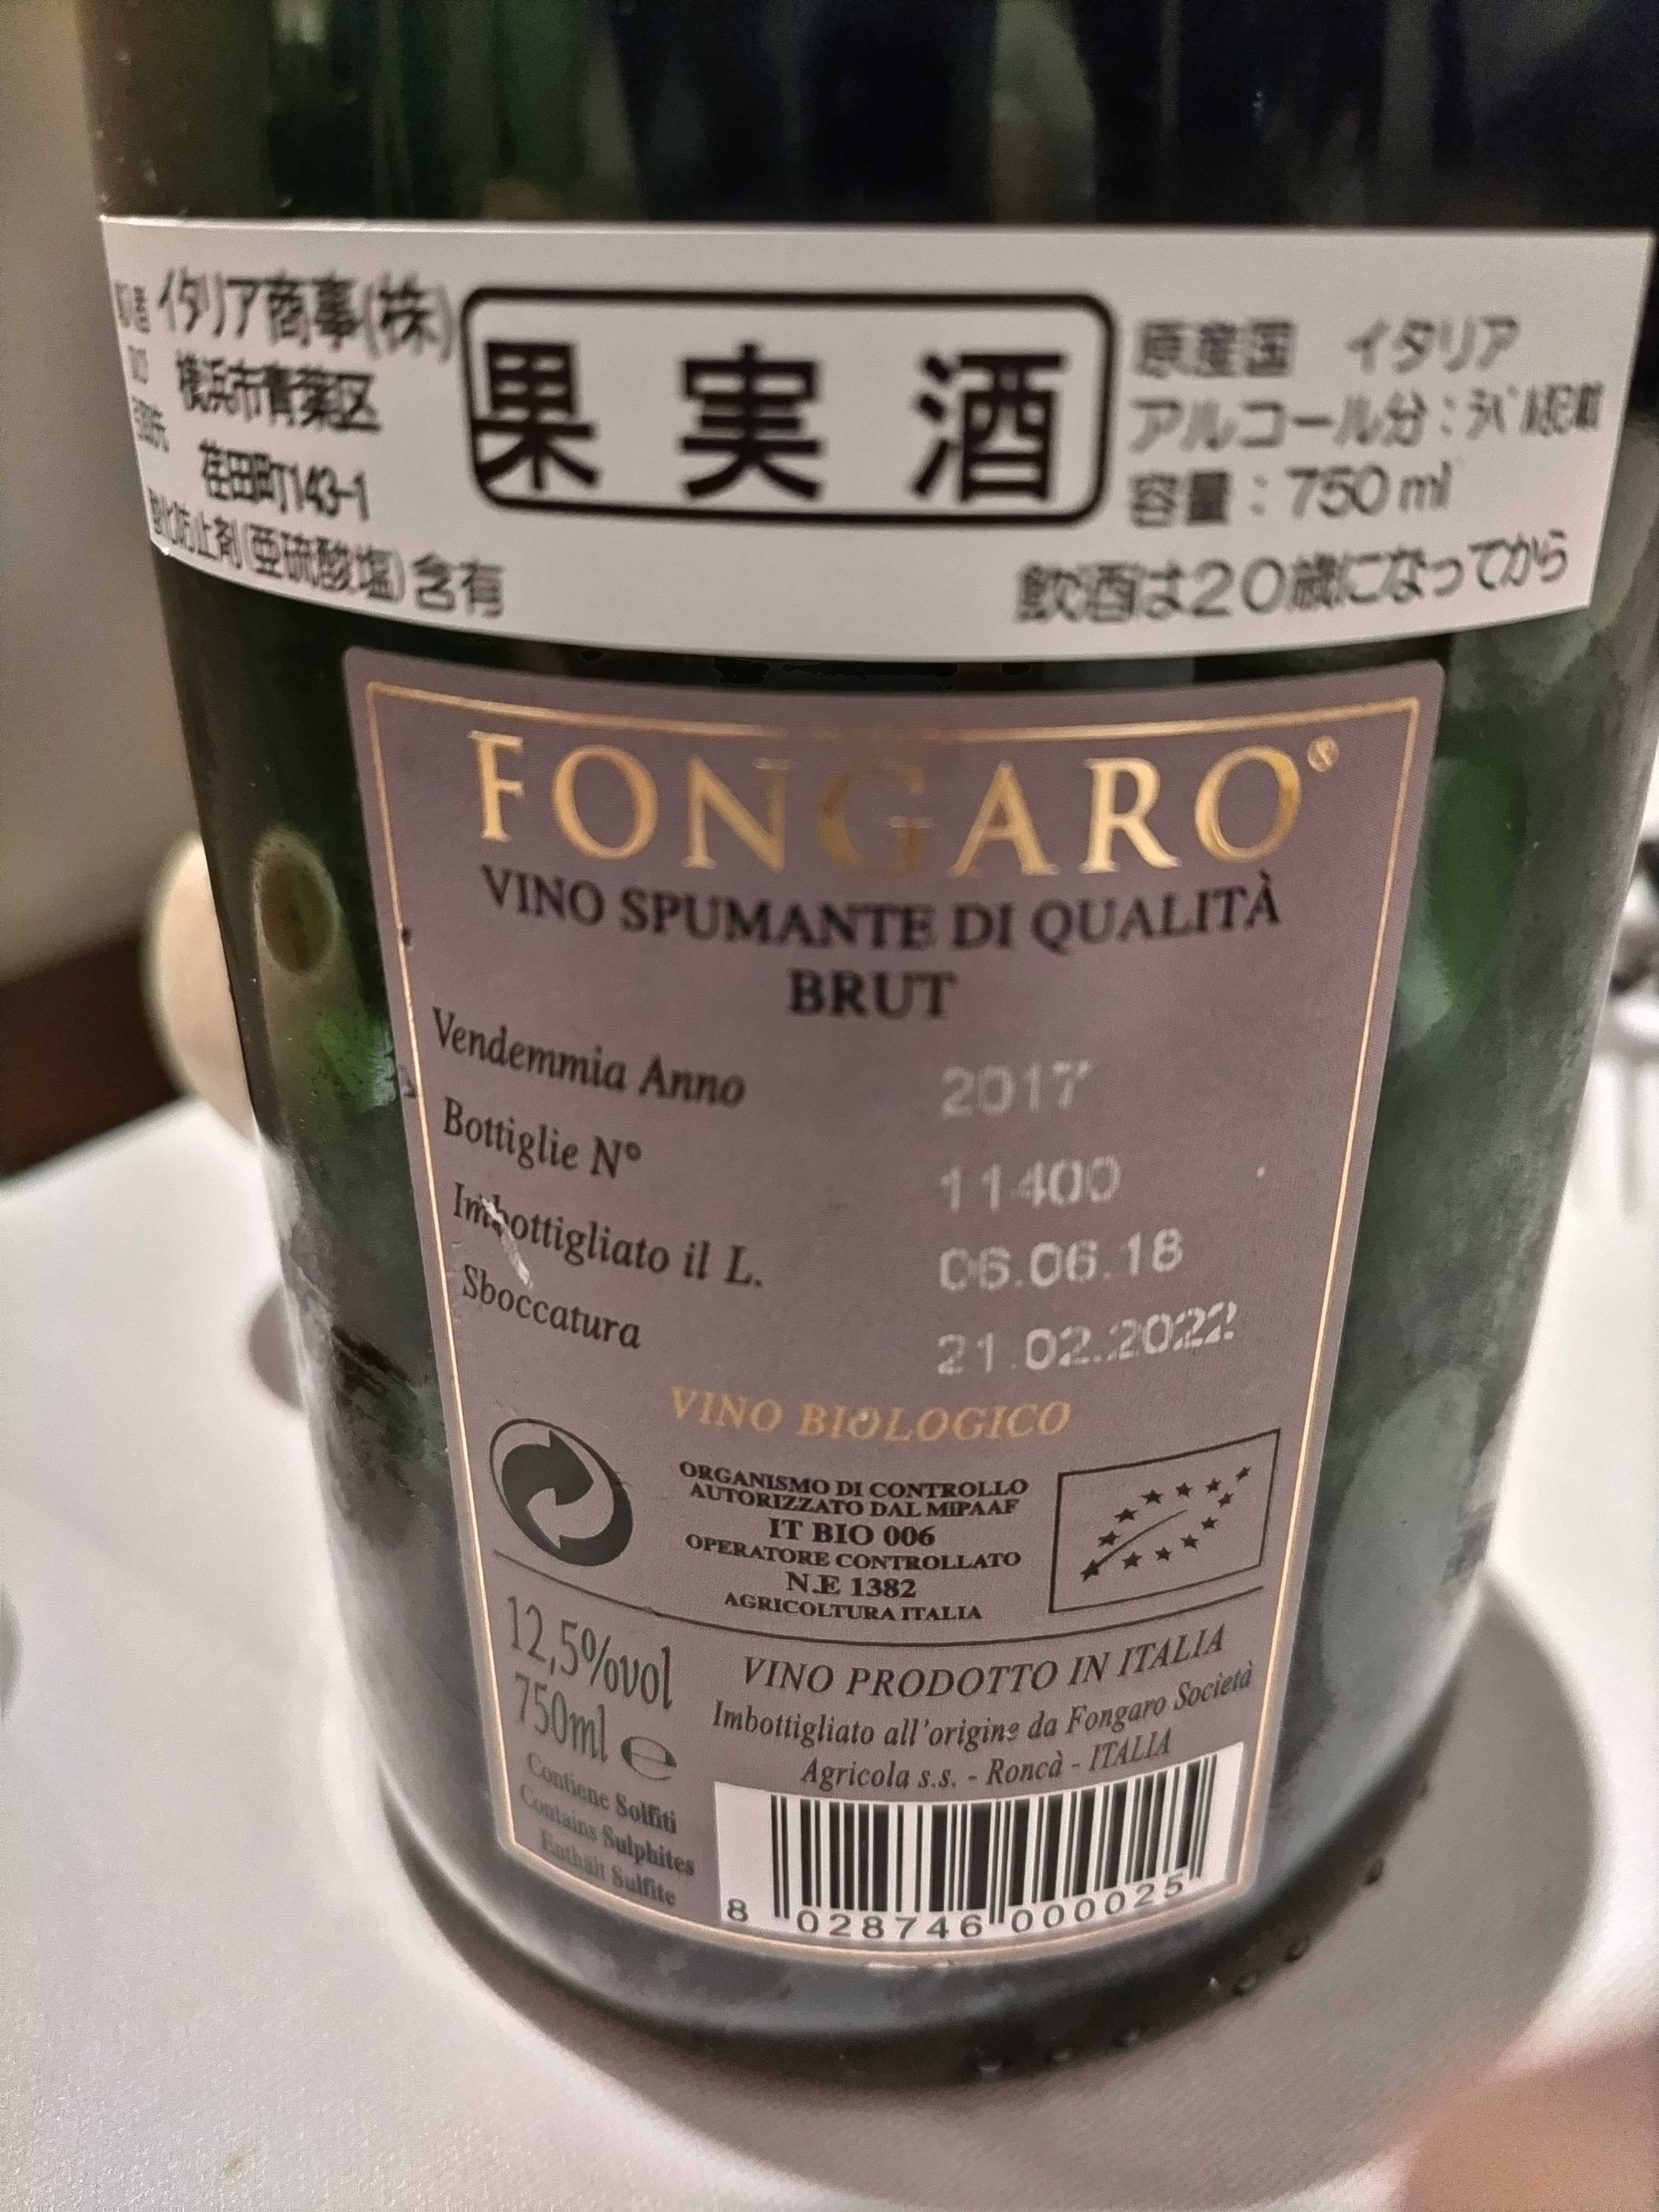 イタリア商事(株)
横浜市青葉区
荏田町143-1
酸化防止剤(亜硫酸塩)含有
果実酒
原産国 イタリア
アルコール分：ラベル記載
容量：750ml
飲酒は20歳になってから
FONGARO®
VINO SPUMANTE DI QUALITÀ
BRUT
Vendemmia Anno 2017
Bottiglie N° 11400
Imbottigliato il L. 06.06.18
Sboccatura 21.02.2022
VINO BIOLOGICO
ORGANISMO DI CONTROLLO
AUTORIZZATO DAL MiPAAF
IT BIO 006
OPERATORE CONTROLLATO
N.E 1382
AGRICOLTURA ITALIA
12,5%vol
750ml e
Contiene Solfiti
Contains Sulphites
Enthält Sulfite
VINO PRODOTTO IN ITALIA
Imbottigliato all'origine da Fongaro Società
Agricola s.s. - Roncà - ITALIA
8 028746 000025